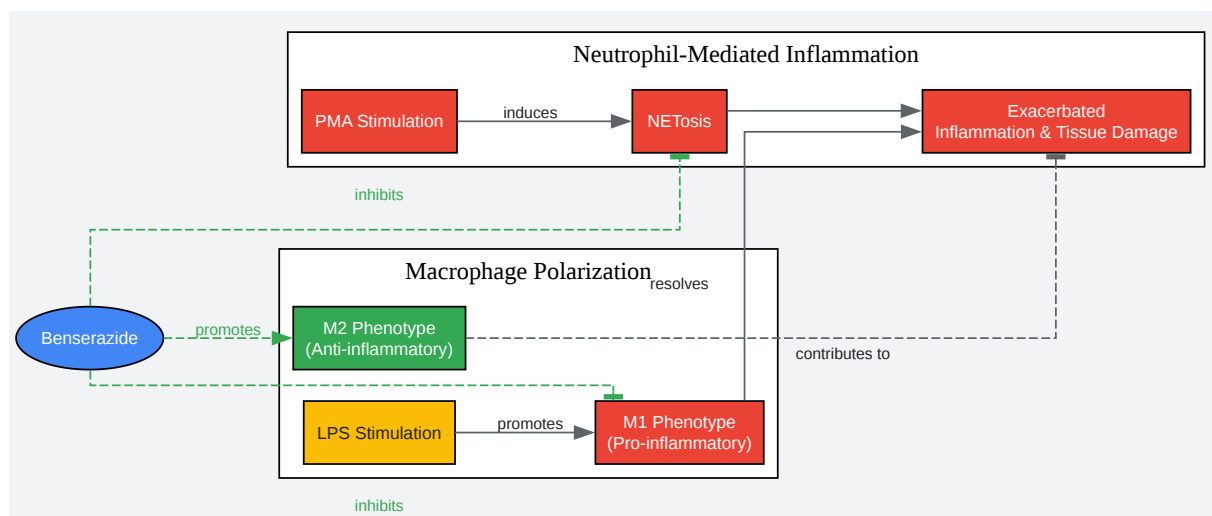 Neutrophil-Mediated Inflammation
PMA Stimulation
induces
NETosis
Exacerbated
Inflammation & Tissue Damage
inhibits
Macrophage Polarization
resolves
Benserazide
promotes
M2 Phenotype
(Anti-inflammatory)
contributes to
LPS Stimulation
promotes
M1 Phenotype
(Pro-inflammatory)
inhibits